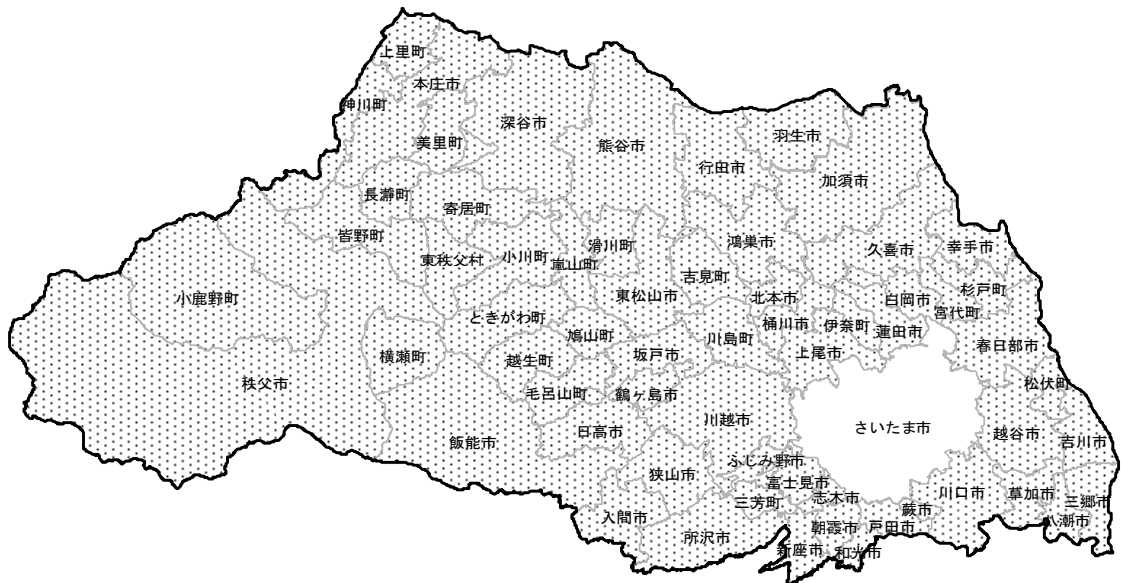 上里町
本庄市
神川町
美里町
深谷市
熊谷市
行田市
羽生市
加須市
長瀞町
寄居町
皆野町
東秩父村
小川町
嵐山町
滑川町
吉見町
鴻巣市
久喜市
幸手市
小鹿野町
ときがわ町
東松山市
北本市
白岡市
杉戸町
宮代町
横瀬町
越生町
鳩山町
坂戸市
川島町
桶川市
伊奈町
蓮田市
上尾市
春日部市
秩父市
毛呂山町
鶴ヶ島市
松伏町
飯能市
日高市
川越市
さいたま市
越谷市
吉川市
狭山市
ふじみ野市
富士見市
三芳町
志木市
蕨市
川口市
草加市
三郷市
八潮市
入間市
所沢市
朝霞市
戸田市
新座市
和光市